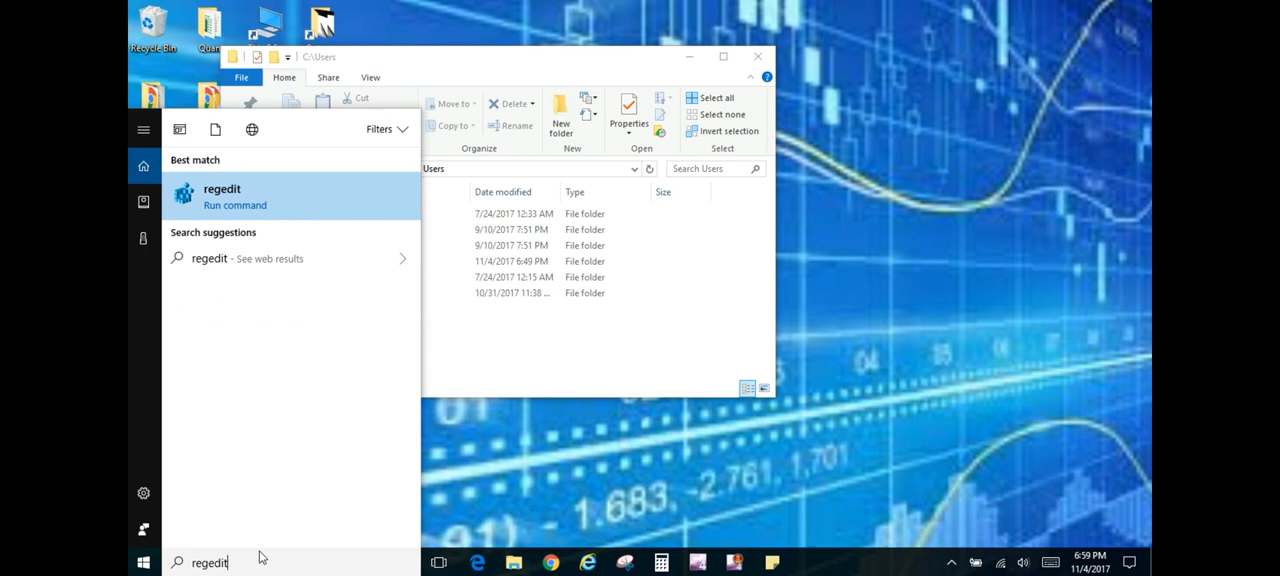 Recycle Bin
Quan
C:\Users
File
Home
Share
View
Cut
Move to
Copy to
Delete
Rename
Organize
New folder
New
Properties
Open
Select all
Select none
Invert selection
Select
Users
Search Users
Date modified
Type
Size
7/24/2017 12:33 AM File folder
9/10/2017 7:51 PM File folder
9/10/2017 7:51 PM File folder
11/4/2017 6:49 PM File folder
7/24/2017 12:15 AM File folder
10/31/2017 11:38 ... File folder
Filters
Best match
regedit
Run command
Search suggestions
regedit - See web results
04
05
06
- 1.683, -2.761, 1,701
regedit
6:59 PM
11/4/2017